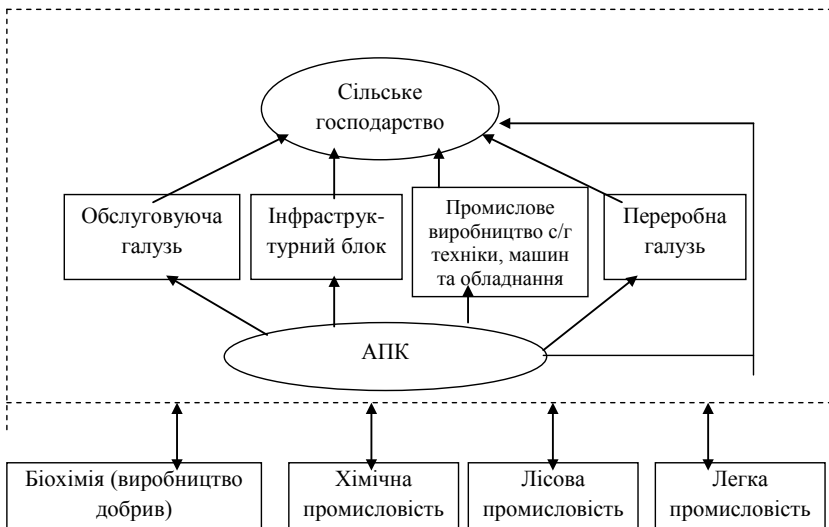 Сільське
господарство
Обслуговуюча
галузь
Інфраструк-
турний блок
Промислове
виробництво с/г
техніки, машин
та обладнання
Переробна
галузь
АПК
Біохімія (виробництво
добрив)
Хімічна
промисловість
Лісова
промисловість
Легка
промисловість